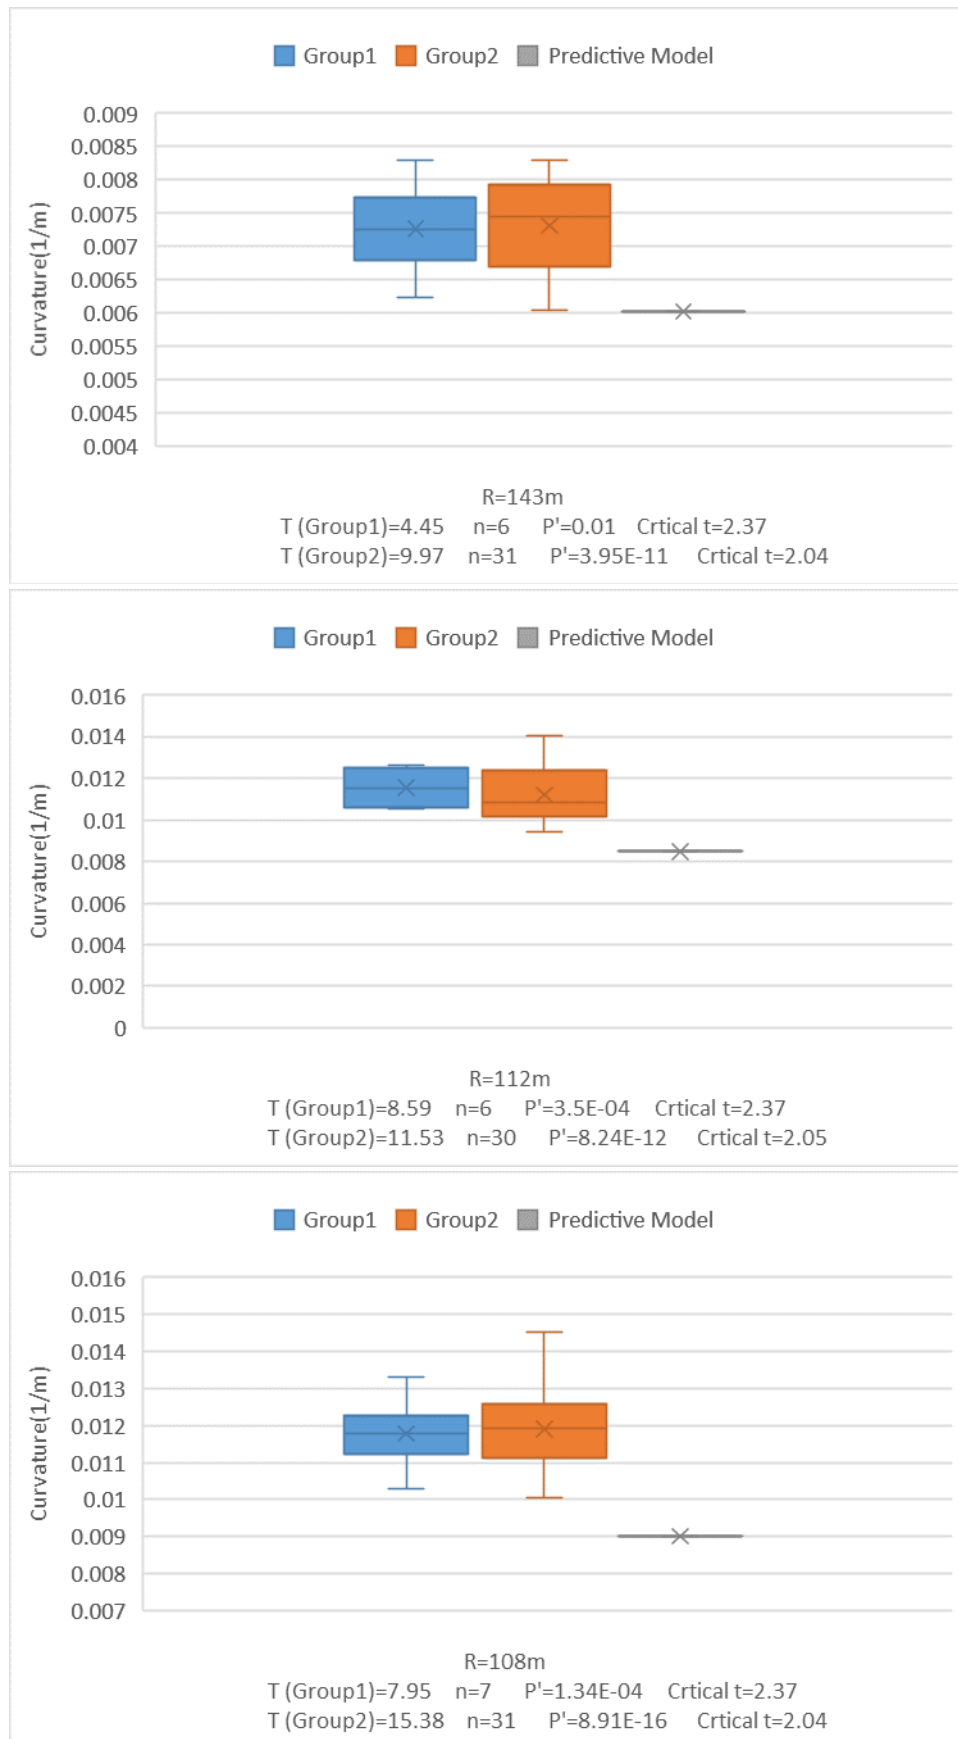 Group1 Group2 Predictive Model
0.009
0.0085
0.008
0.0075
0.007
0.0065
0.006
0.0055
0.005
0.0045
0.004
Curvature(1/m)
R=143m
T (Group1)=4.45 n=6 P'=0.01 Crtical t=2.37
T (Group2)=9.97 n=31 P'=3.95E-11 Crtical t=2.04
Group1 Group2 Predictive Model
0.016
0.014
0.012
0.01
0.008
0.006
0.004
0.002
0
Curvature(1/m)
R=112m
T (Group1)=8.59 n=6 P'=3.5E-04 Crtical t=2.37
T (Group2)=11.53 n=30 P'=8.24E-12 Crtical t=2.05
Group1 Group2 Predictive Model
0.016
0.015
0.014
0.013
0.012
0.011
0.01
0.009
0.008
0.007
Curvature(1/m)
R=108m
T (Group1)=7.95 n=7 P'=1.34E-04 Crtical t=2.37
T (Group2)=15.38 n=31 P'=8.91E-16 Crtical t=2.04